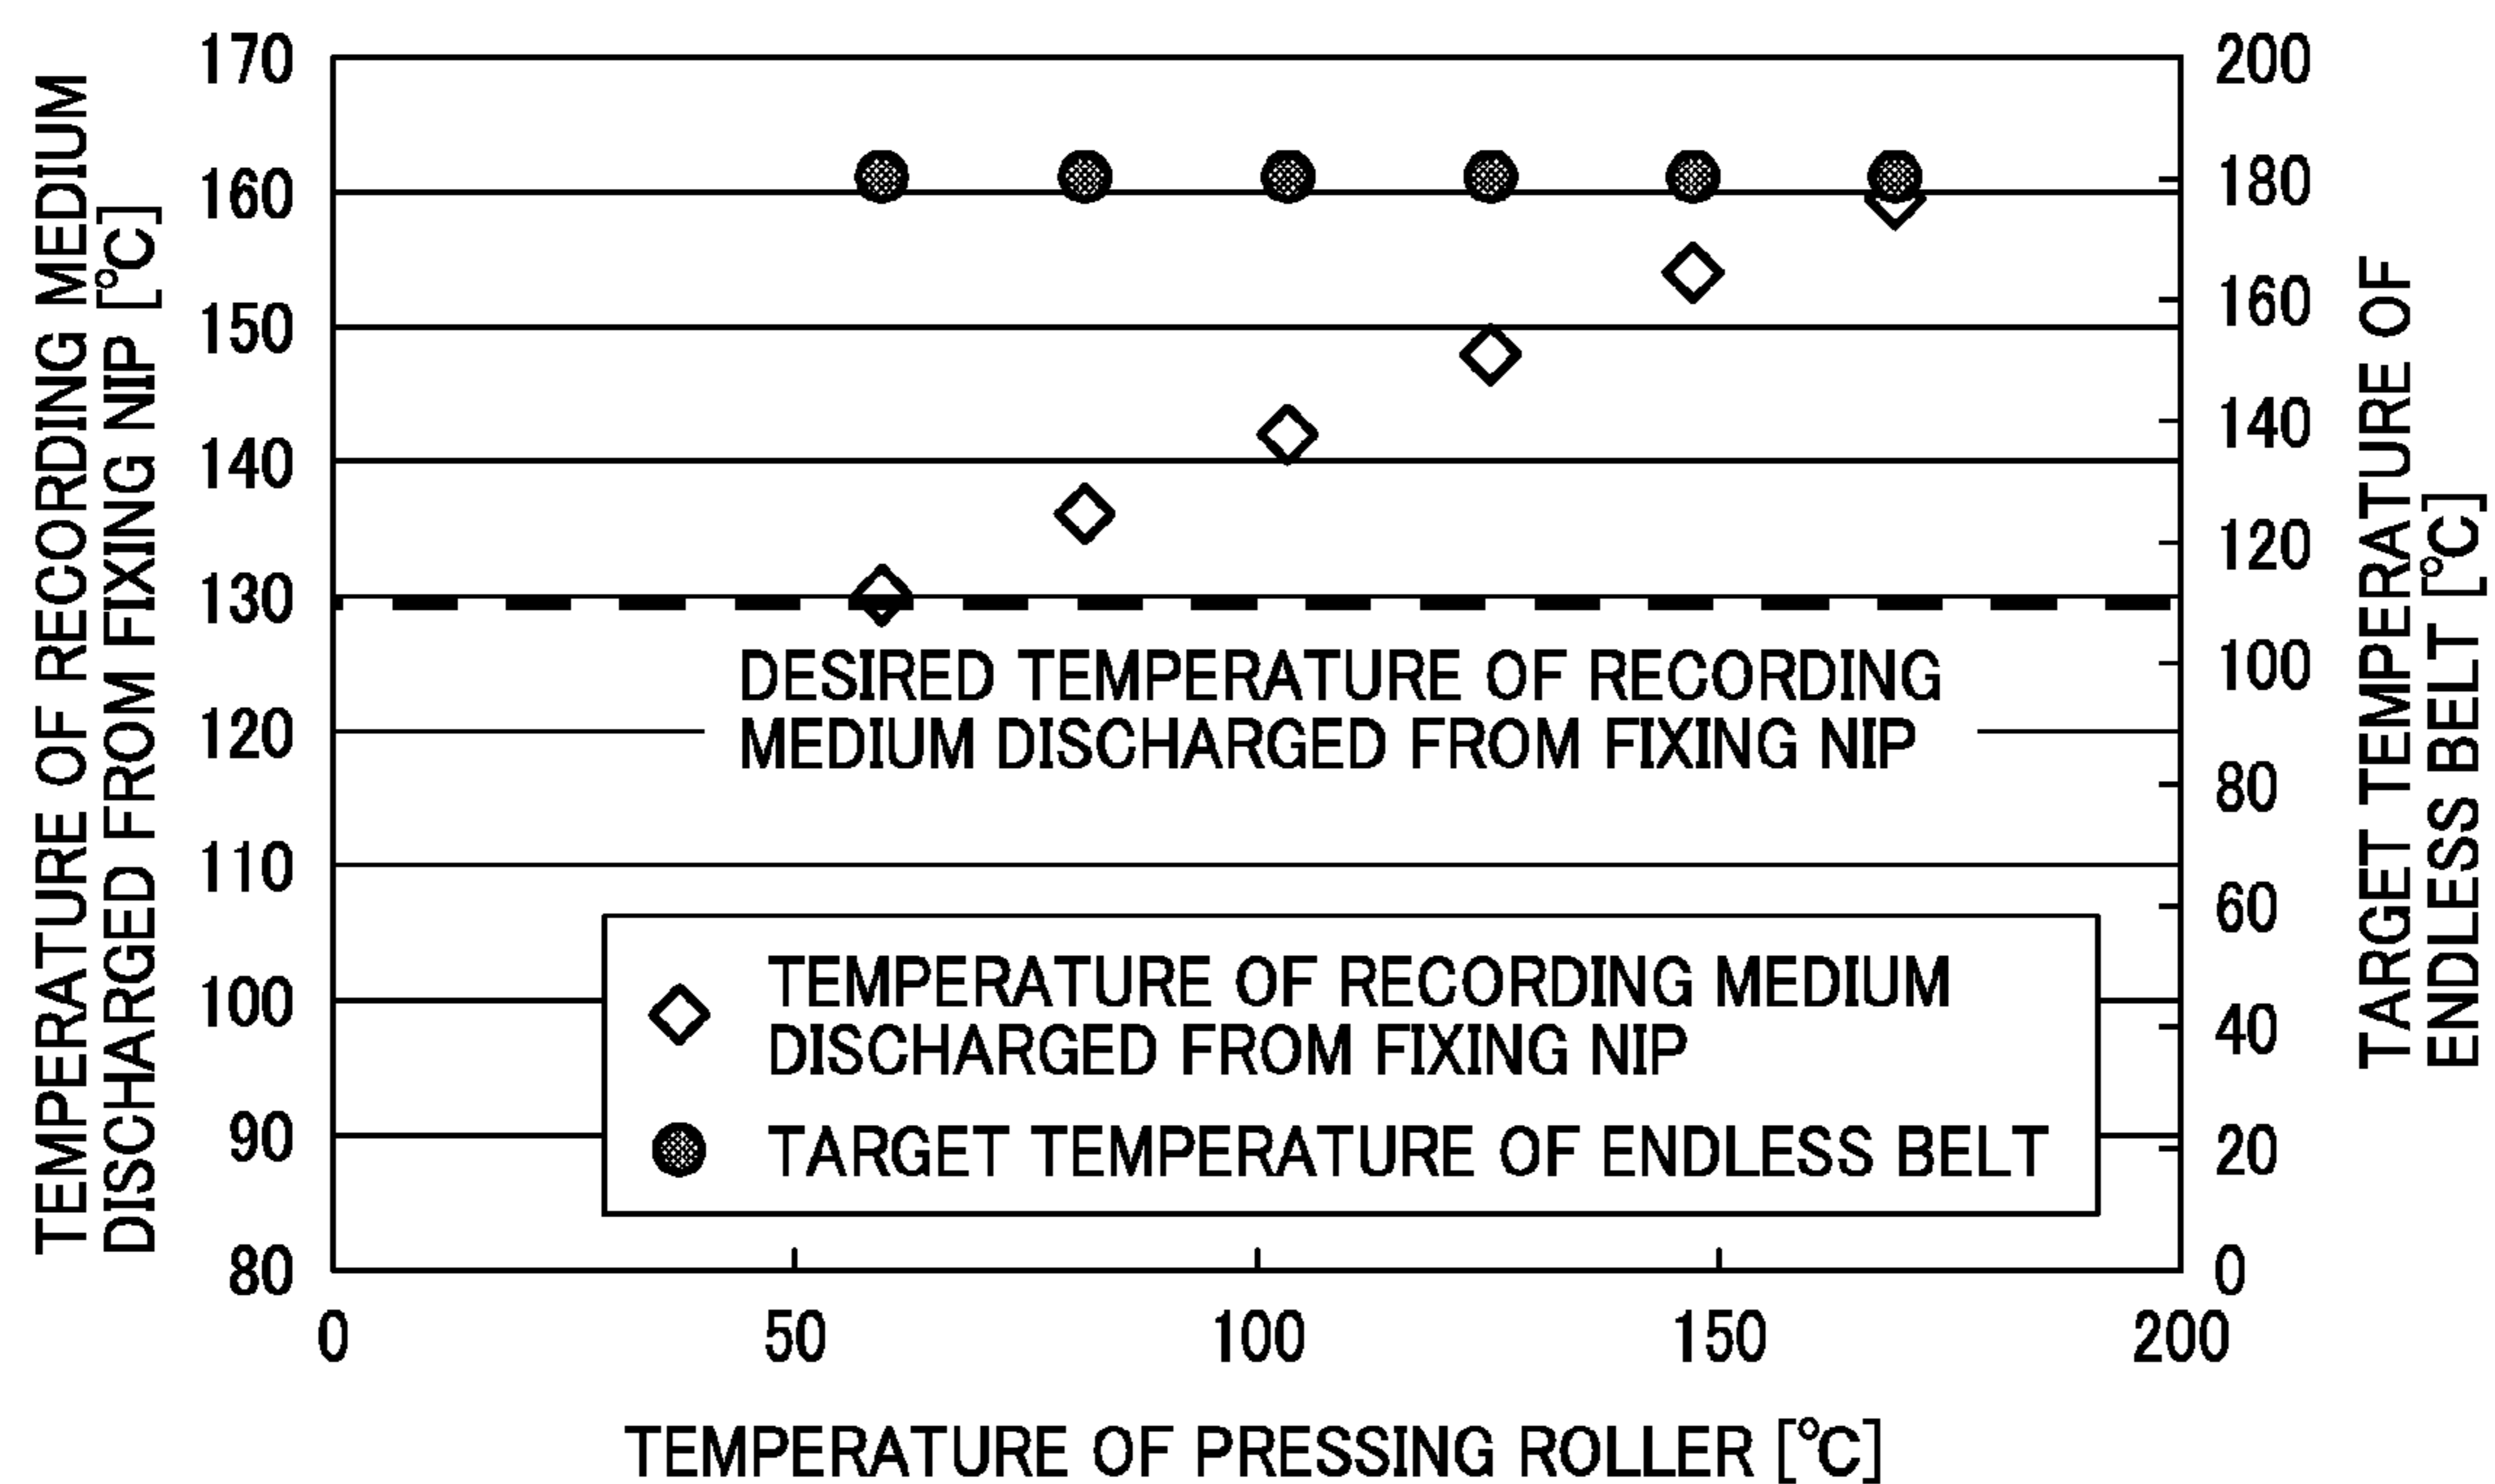 TEMPERATURE OF RECORDING MEDIUM
DISCHARGED FROM FIXING NIP [°C]
170
160
150
140
130
120
110
100
90
80
DESIRED TEMPERATURE OF RECORDING
MEDIUM DISCHARGED FROM FIXING NIP
TEMPERATURE OF RECORDING MEDIUM
DISCHARGED FROM FIXING NIP
TARGET TEMPERATURE OF ENDLESS BELT
200
180
160
140
120
100
80
60
40
20
0
TARGET TEMPERATURE OF
ENDLESS BELT [°C]
0 50 100 150 200
TEMPERATURE OF PRESSING ROLLER [°C]